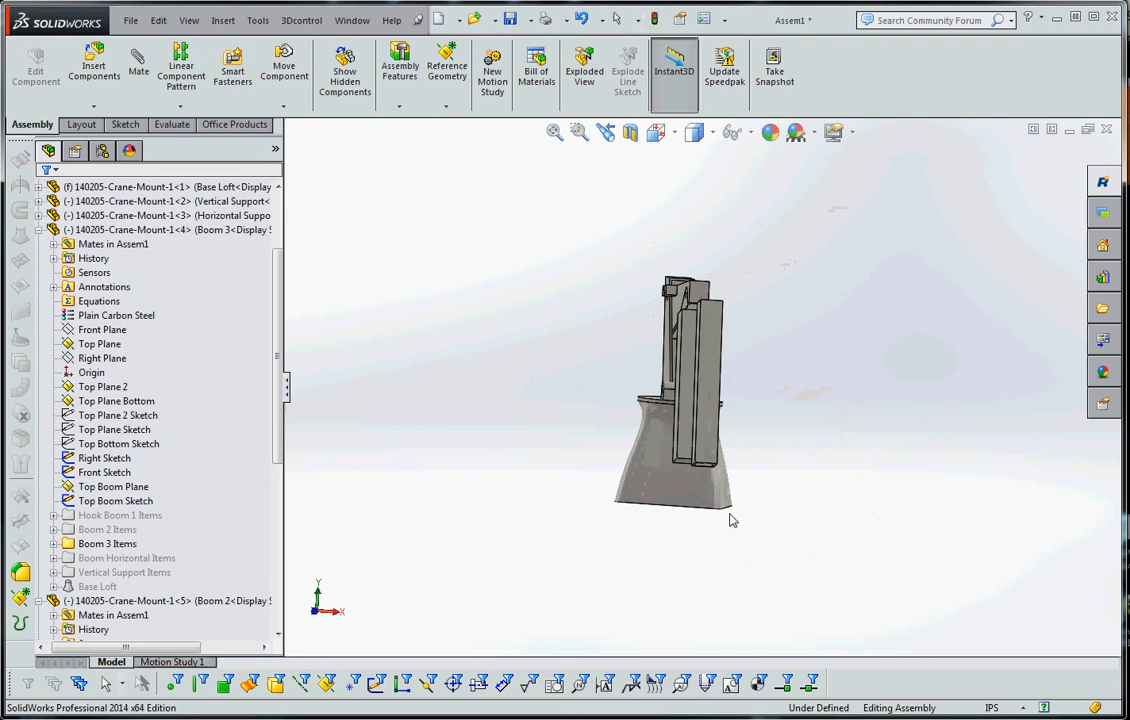 SOLIDWORKS File Edit View Insert Tools 3Dcontrol Window Help Assem1 * Search Community Forum
Edit Component Insert Components Mate Linear Component Pattern Smart Fasteners Move Component Show Hidden Components Assembly Features Reference Geometry New Motion Study Bill of Materials Exploded View Explode Line Sketch Instant3D Update Speedpak Take Snapshot
Assembly Layout Sketch Evaluate Office Products
(f) 140205-Crane-Mount-1<1> (Base Loft<Display
(-) 140205-Crane-Mount-1<2> (Vertical Support<
(-) 140205-Crane-Mount-1<3> (Horizontal Suppo
(-) 140205-Crane-Mount-1<4> (Boom 3<Display S
Mates in Assem1
History
Sensors
Annotations
Equations
Plain Carbon Steel
Front Plane
Top Plane
Right Plane
Origin
Top Plane 2
Top Plane Bottom
Top Plane 2 Sketch
Top Plane Sketch
Top Bottom Sketch
Right Sketch
Front Sketch
Top Boom Plane
Top Boom Sketch
Hook Boom 1 Items
Boom 2 Items
Boom 3 Items
Boom Horizontal Items
Vertical Support Items
Base Loft
(-) 140205-Crane-Mount-1<5> (Boom 2<Display S
Mates in Assem1
History
Y
X
Model Motion Study 1
SolidWorks Professional 2014 x64 Edition Under Defined Editing Assembly IPS